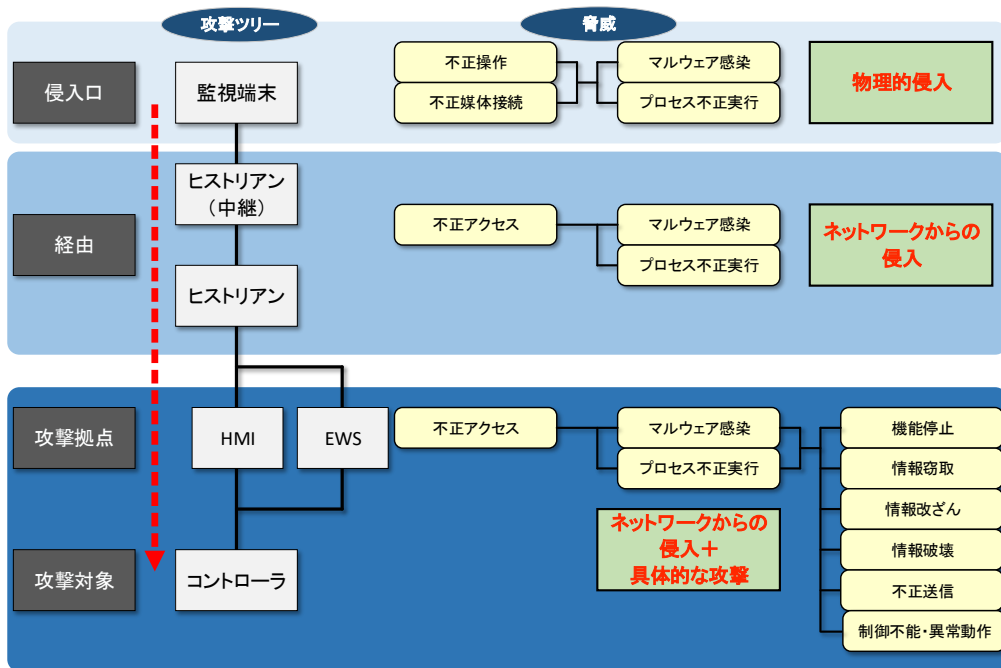 攻撃ツリー
脅威
侵入口
監視端末
不正操作
不正媒体接続
マルウェア感染
プロセス不正実行
物理的侵入
経由
ヒストリアン
（中継）
ヒストリアン
不正アクセス
マルウェア感染
プロセス不正実行
ネットワークからの
侵入
攻撃拠点
HMI
EWS
不正アクセス
マルウェア感染
プロセス不正実行
機能停止
情報窃取
情報改ざん
情報破壊
不正送信
制御不能・異常動作
ネットワークからの
侵入＋
具体的な攻撃
攻撃対象
コントローラ